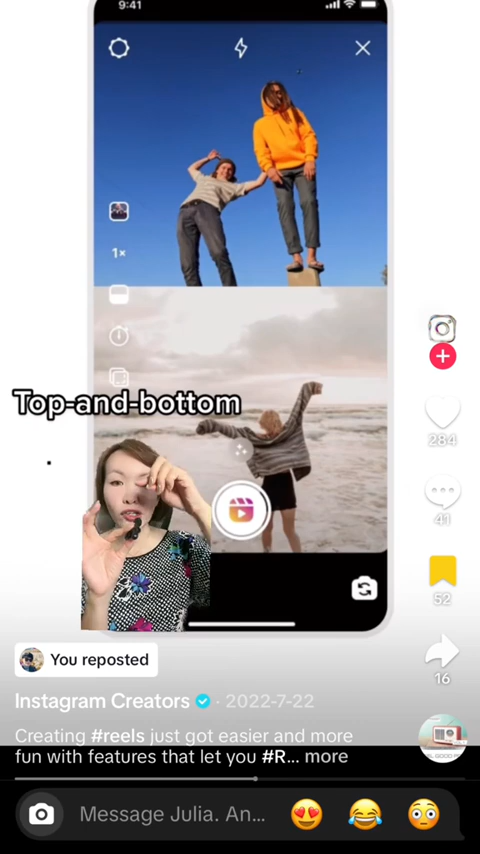 9:41
1×
Top-and-bottom
284
41
52
16
You reposted
Instagram Creators · 2022-7-22
Creating #reels just got easier and more
fun with features that let you #R... more
Message Julia. An...